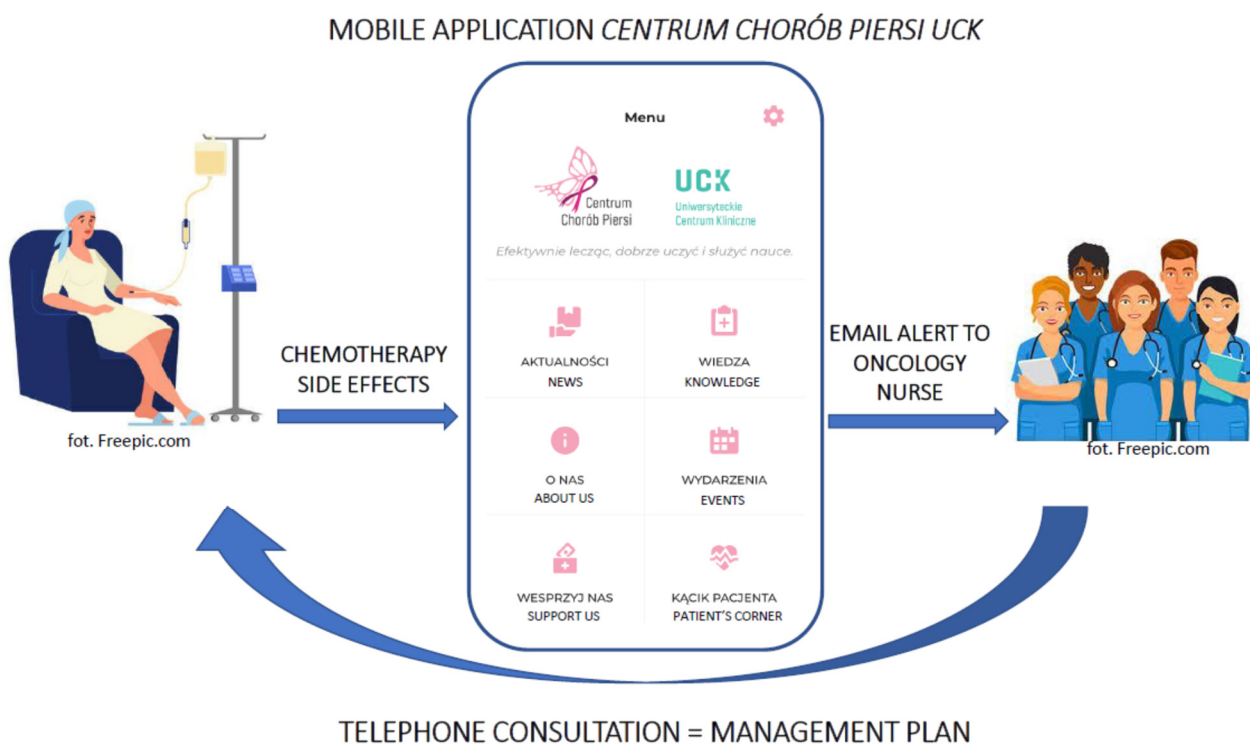 MOBILE APPLICATION CENTRUM CHORÓB PIERSI UCK
Menu
Centrum
Chorób Piersi
UCK
Uniwersyteckie
Centrum Kliniczne
Efektywnie lecząc, dobrze uczyć i służyć nauce.
CHEMOTHERAPY
SIDE EFFECTS
fot. Freepic.com
AKTUALNOŚCI
NEWS
WIEDZA
KNOWLEDGE
O NAS
ABOUT US
WYDARZENIA
EVENTS
WESPRZYJ NAS
SUPPORT US
KĄCIK PACJENTA
PATIENT'S CORNER
EMAIL ALERT TO
ONCOLOGY
NURSE
fot. Freepic.com
TELEPHONE CONSULTATION = MANAGEMENT PLAN